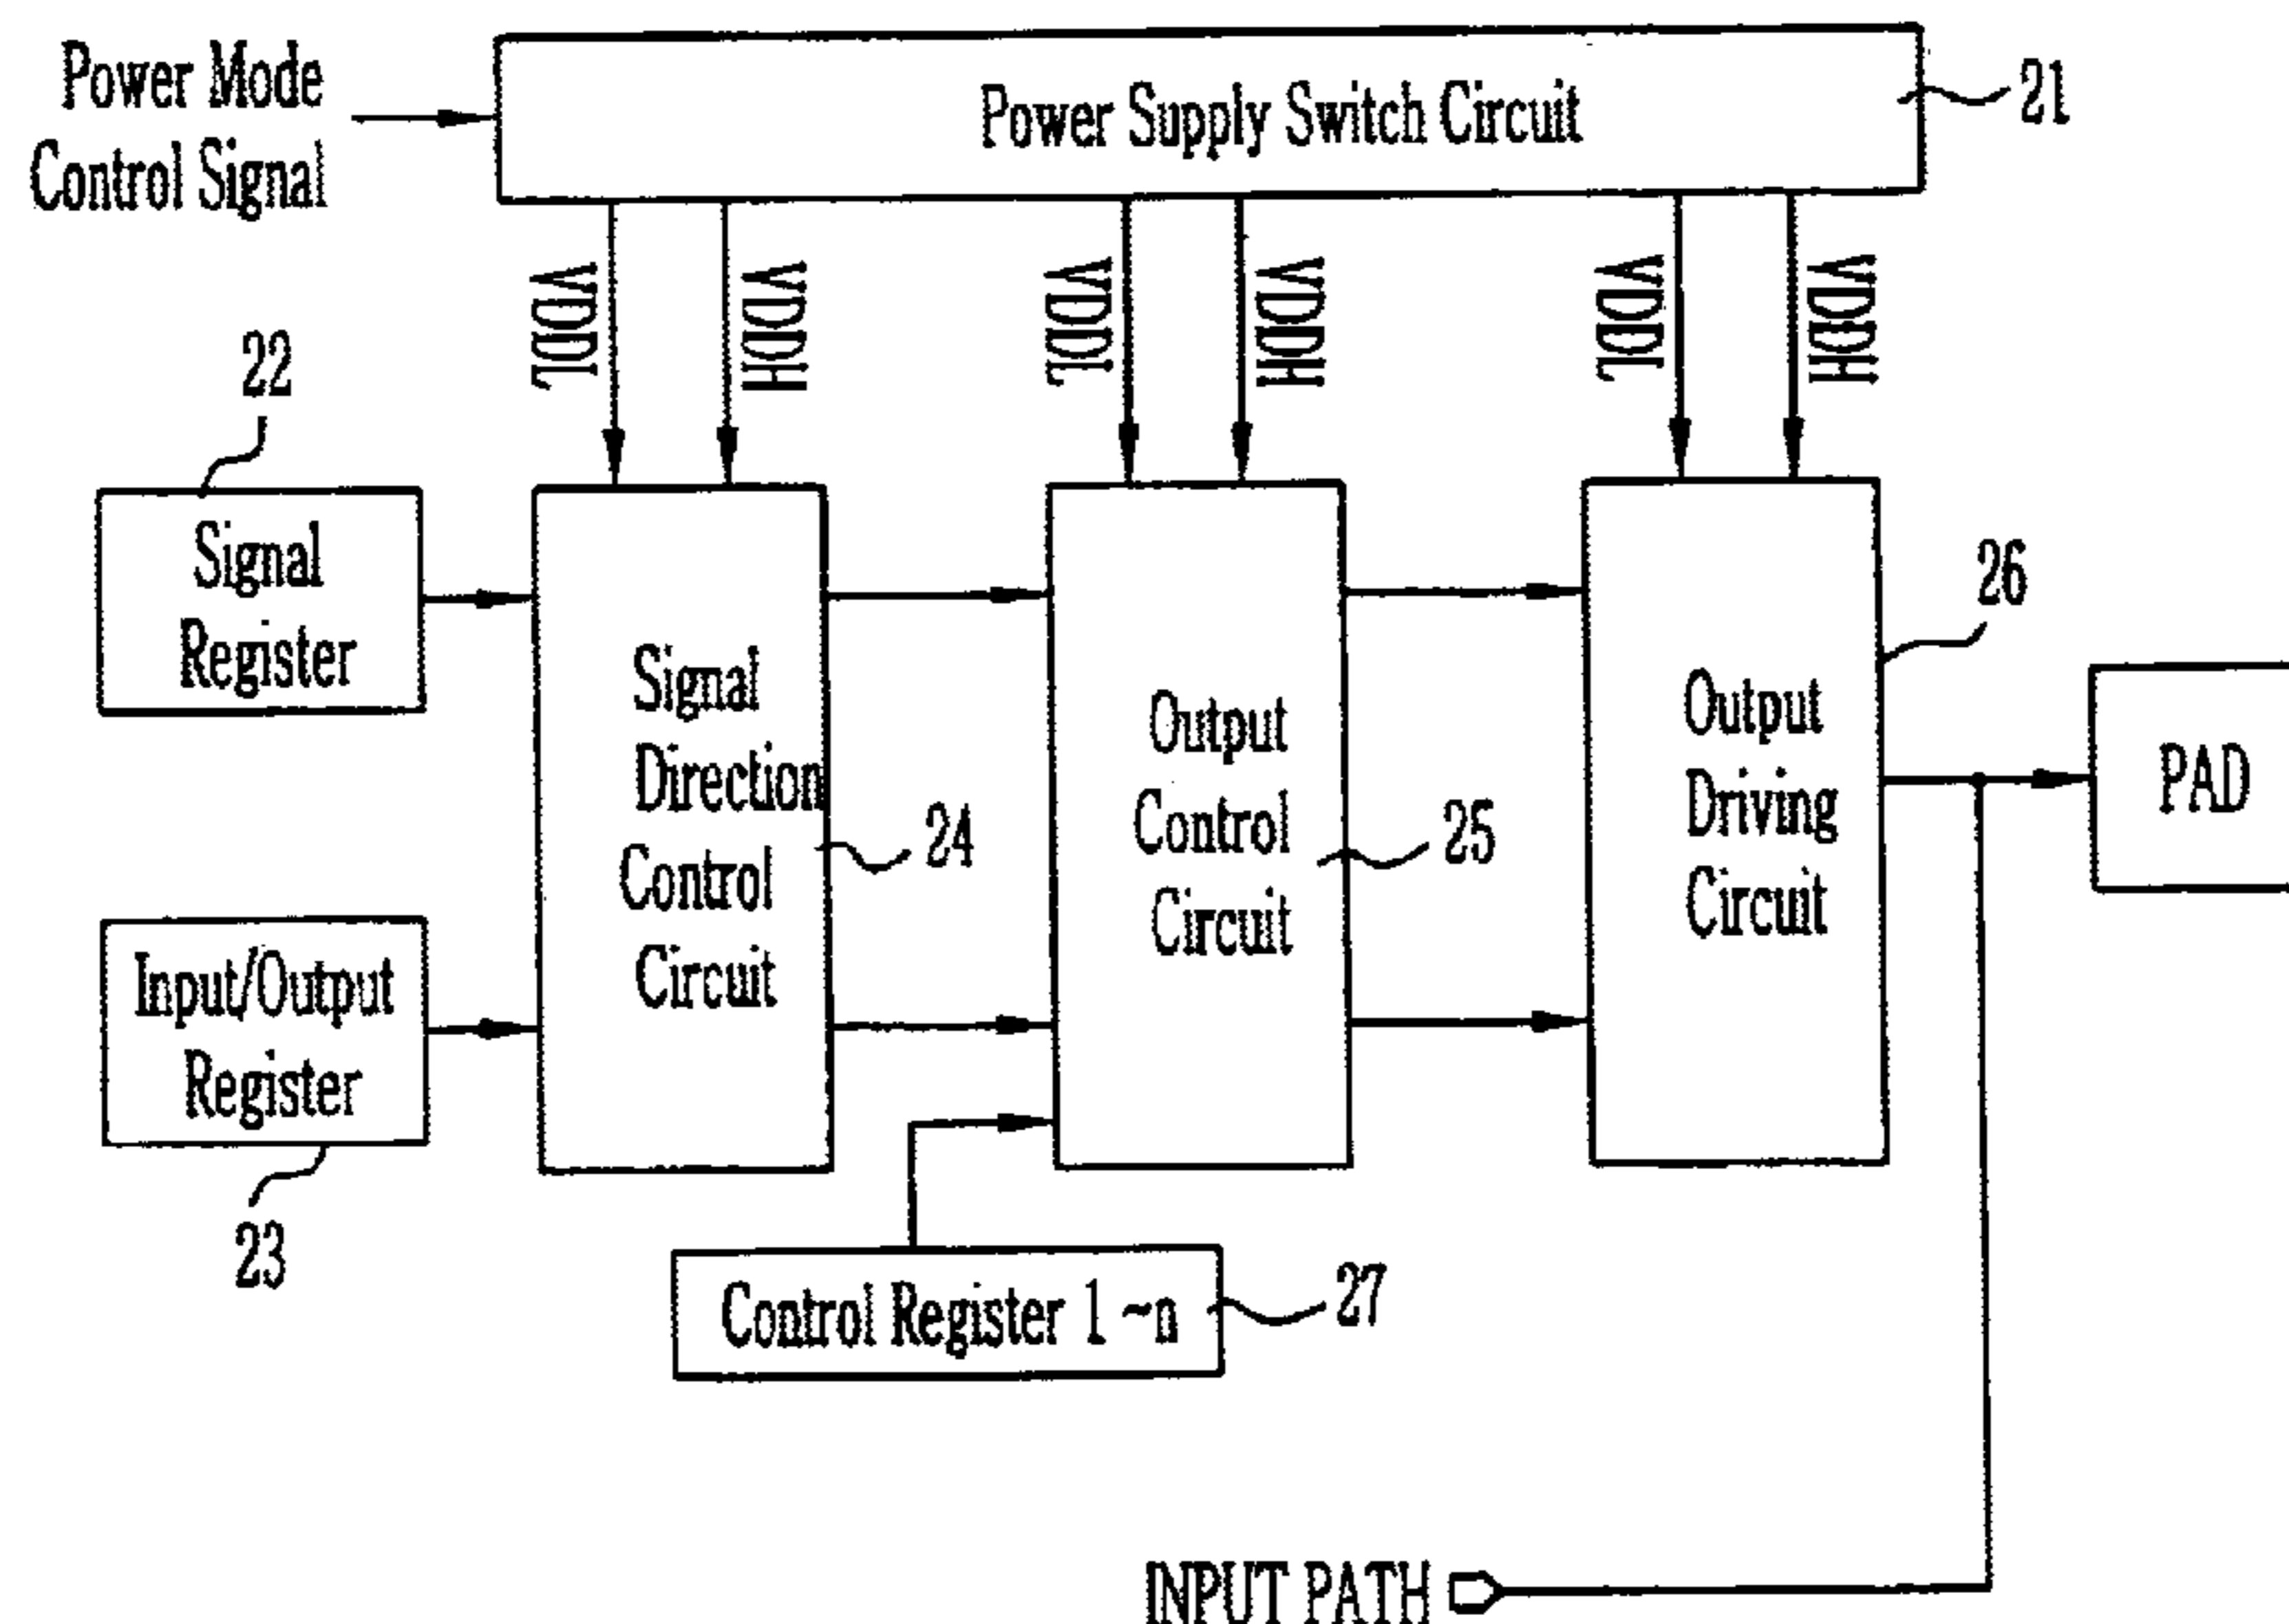 Power Mode
Control Signal
Power Supply Switch Circuit
21
VDDL
VDDH
VDDL
VDDH
VDDL
VDDH
22
Signal
Register
Signal
Direction
Control
Circuit
24
Output
Control
Circuit
25
Output
Driving
Circuit
26
PAD
Input/Output
Register
23
Control Register 1 ~n
27
INPUT PATH